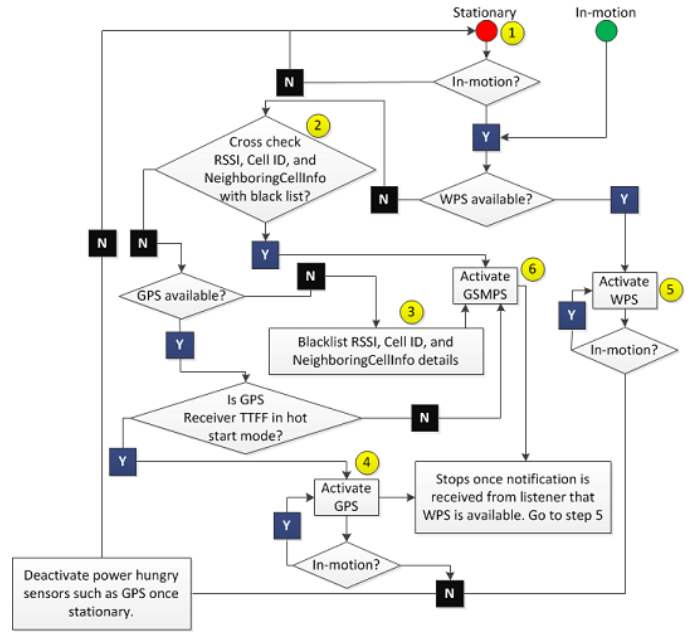 Stationary
In-motion
1
In-motion?
N
2
Y
Cross check
RSSI, Cell ID, and
NeighboringCellInfo
with black list?
N
WPS available?
Y
N
N
Y
6
Activate
GSMPS
N
GPS available?
Activate
WPS
5
3
Y
Blacklist RSSI, Cell ID, and
NeighboringCellInfo details
Y
In-motion?
Is GPS
Receiver TTFF in hot
start mode?
N
Y
4
Activate
GPS
Stops once notification is
received from listener that
WPS is available. Go to step 5
Y
In-motion?
N
Deactivate power hungry
sensors such as GPS once
stationary.